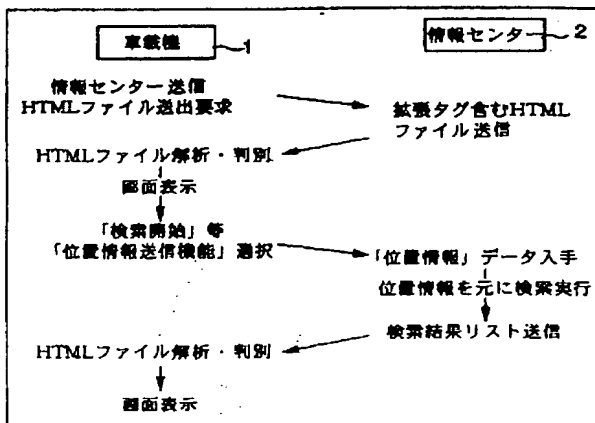 車載機 1
情報センター 2
情報センター送信
HTMLファイル送出要求
拡張タグ含むHTML
ファイル送信
HTMLファイル解析・判別
画面表示
「検索開始」等
「位置情報送信機能」選択
「位置情報」データ入手
位置情報を元に検索実行
検索結果リスト送信
HTMLファイル解析・判別
画面表示